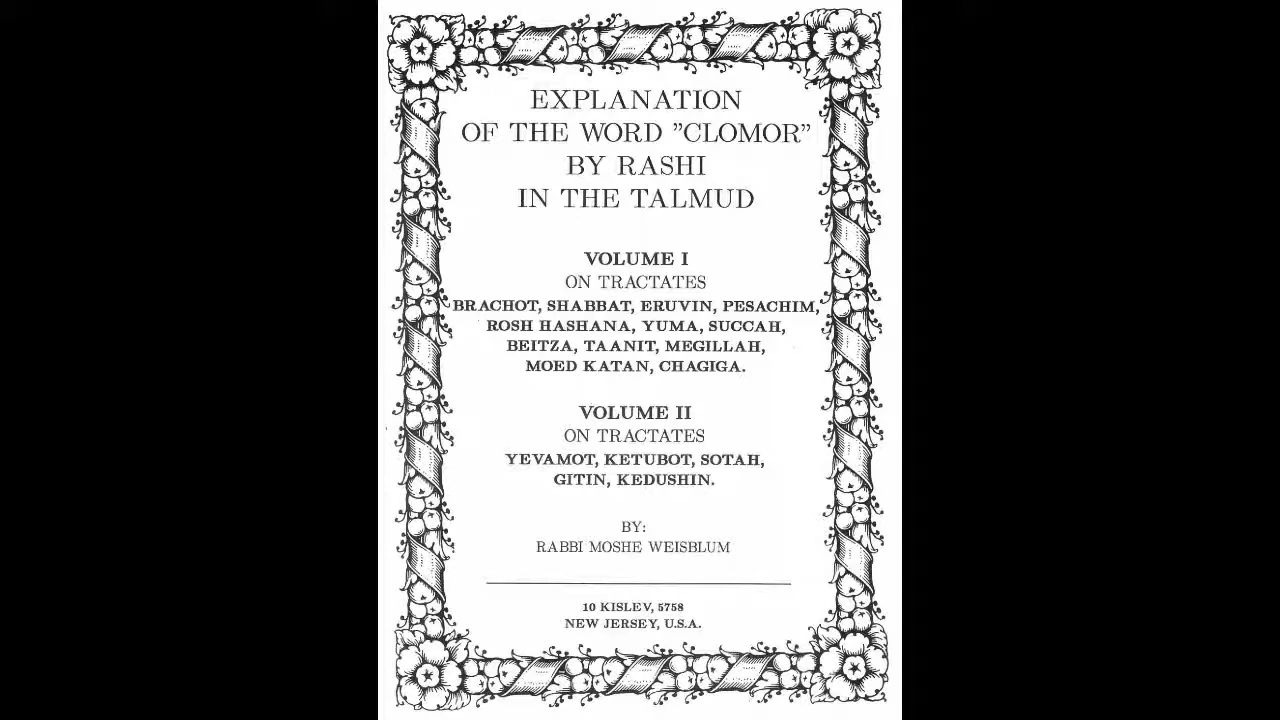 EXPLANATION
OF THE WORD "CLOMOR"
BY RASHI
IN THE TALMUD
VOLUME I
ON TRACTATES
BRACHOT, SHABBAT, ERUVIN, PESACHIM,
ROSH HASHANA, YUMA, SUCCAH,
BEITZA, TAANIT, MEGILLAH,
MOED KATAN, CHAGIGA.
VOLUME II
ON TRACTATES
YEVAMOT, KETUBOT, SOTAH,
GITIN, KEDUSHIN.
BY:
RABBI MOSHE WEISBLUM
10 KISLEV, 5758
NEW JERSEY, U.S.A.